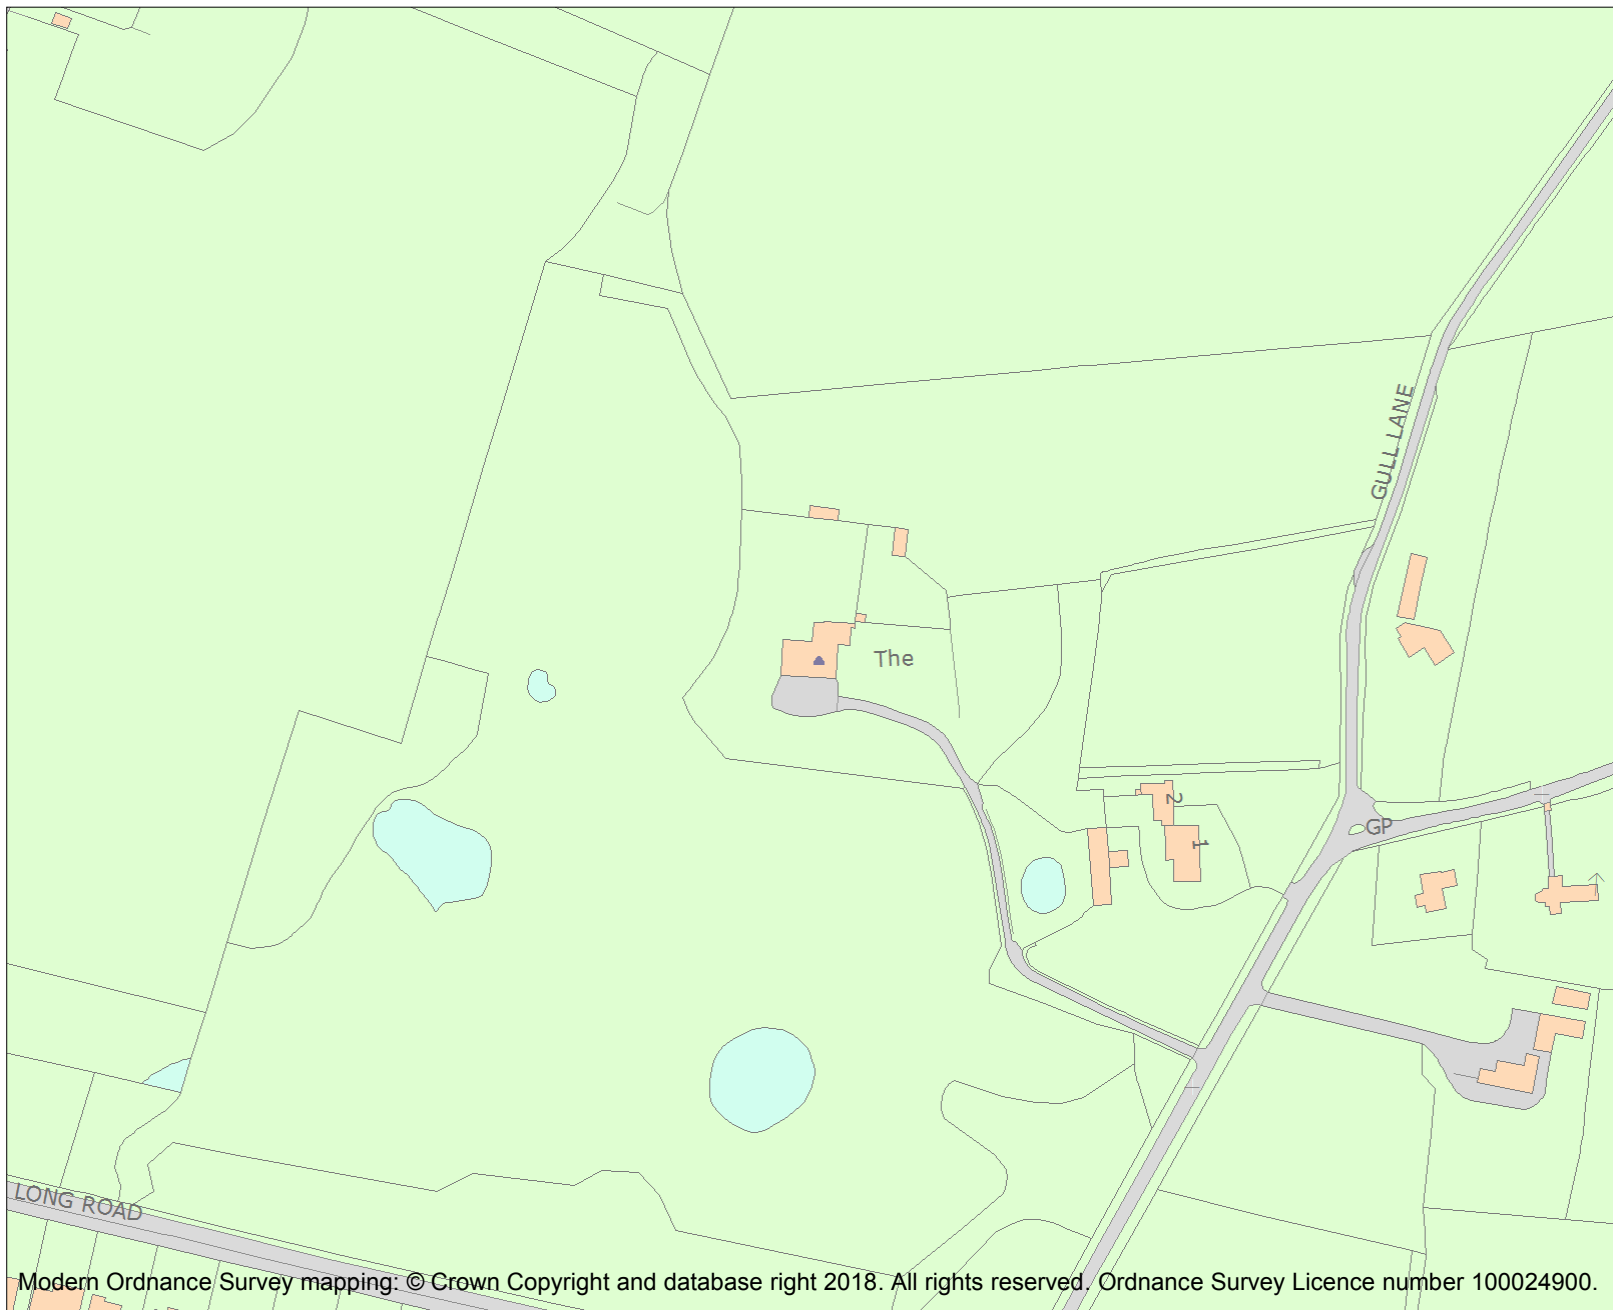 GULL LANE
The
2
1
GP
LONG ROAD
Modern Ordnance Survey mapping: © Crown Copyright and database right 2018. All rights reserved. Ordnance Survey Licence number 100024900.